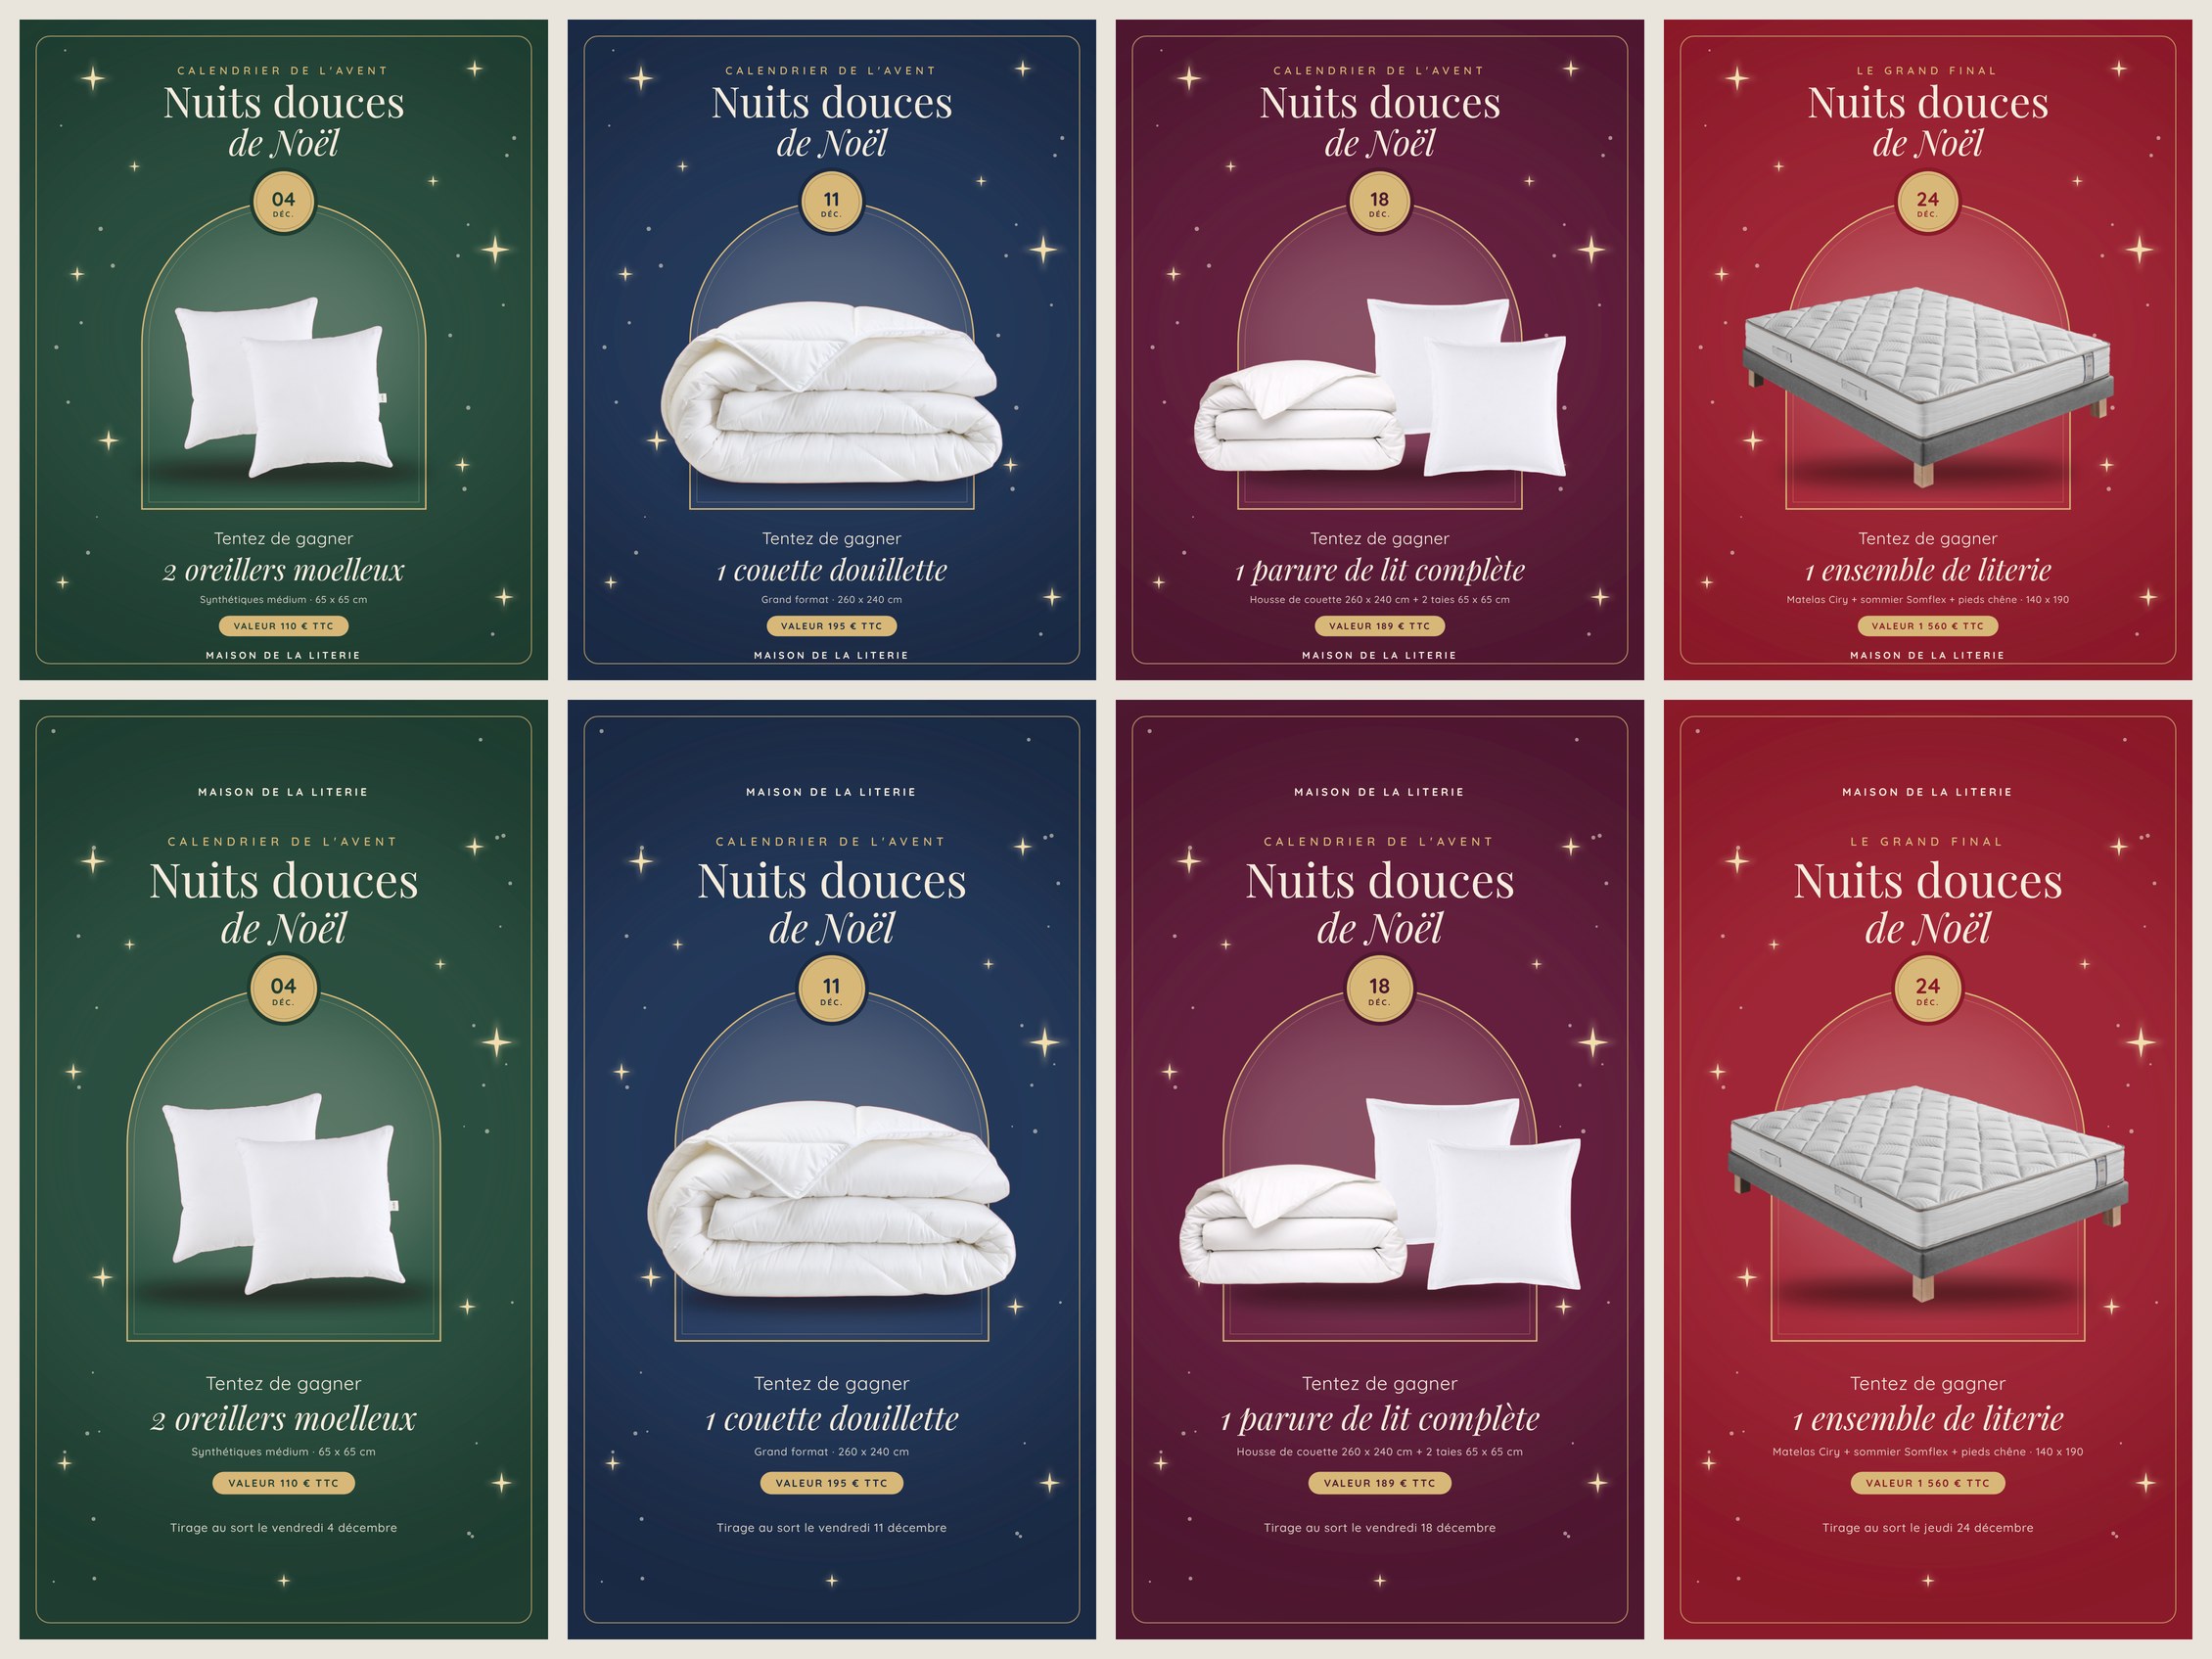 CALENDRIER DE L'AVENT
Nuits douces
de Noël
04
DÉC.
Tentez de gagner
2 oreillers moelleux
Synthétiques médium · 65 x 65 cm
VALEUR 110 € TTC
MAISON DE LA LITERIE
CALENDRIER DE L'AVENT
Nuits douces
de Noël
11
DÉC.
Tentez de gagner
1 couette douillette
Grand format · 260 x 240 cm
VALEUR 195 € TTC
MAISON DE LA LITERIE
CALENDRIER DE L'AVENT
Nuits douces
de Noël
18
DÉC.
Tentez de gagner
1 parure de lit complète
Housse de couette 260 x 240 cm + 2 taies 65 x 65 cm
VALEUR 189 € TTC
MAISON DE LA LITERIE
LE GRAND FINAL
Nuits douces
de Noël
24
DÉC.
Tentez de gagner
1 ensemble de literie
Matelas Ciry + sommier Somflex + pieds chêne · 140 x 190
VALEUR 1 560 € TTC
MAISON DE LA LITERIE
MAISON DE LA LITERIE
CALENDRIER DE L'AVENT
Nuits douces
de Noël
04
DÉC.
Tentez de gagner
2 oreillers moelleux
Synthétiques médium · 65 x 65 cm
VALEUR 110 € TTC
Tirage au sort le vendredi 4 décembre
MAISON DE LA LITERIE
CALENDRIER DE L'AVENT
Nuits douces
de Noël
11
DÉC.
Tentez de gagner
1 couette douillette
Grand format · 260 x 240 cm
VALEUR 195 € TTC
Tirage au sort le vendredi 11 décembre
MAISON DE LA LITERIE
CALENDRIER DE L'AVENT
Nuits douces
de Noël
18
DÉC.
Tentez de gagner
1 parure de lit complète
Housse de couette 260 x 240 cm + 2 taies 65 x 65 cm
VALEUR 189 € TTC
Tirage au sort le vendredi 18 décembre
MAISON DE LA LITERIE
LE GRAND FINAL
Nuits douces
de Noël
24
DÉC.
Tentez de gagner
1 ensemble de literie
Matelas Ciry + sommier Somflex + pieds chêne · 140 x 190
VALEUR 1 560 € TTC
Tirage au sort le jeudi 24 décembre